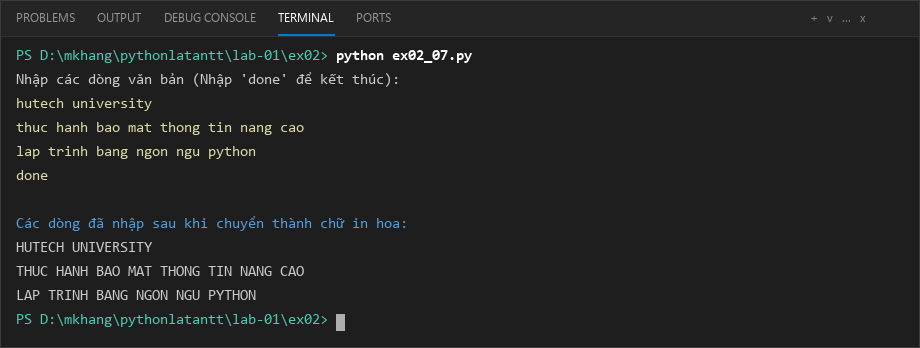 PROBLEMS OUTPUT DEBUG CONSOLE TERMINAL PORTS + v ... x
PS D:\mkhang\pythonlatantt\lab-01\ex02> python ex02_07.py
Nhập các dòng văn bản (Nhập 'done' để kết thúc):
hutech university
thuc hanh bao mat thong tin nang cao
lap trinh bang ngon ngu python
done
Các dòng đã nhập sau khi chuyển thành chữ in hoa:
HUTECH UNIVERSITY
THUC HANH BAO MAT THONG TIN NANG CAO
LAP TRINH BANG NGON NGU PYTHON
PS D:\mkhang\pythonlatantt\lab-01\ex02>